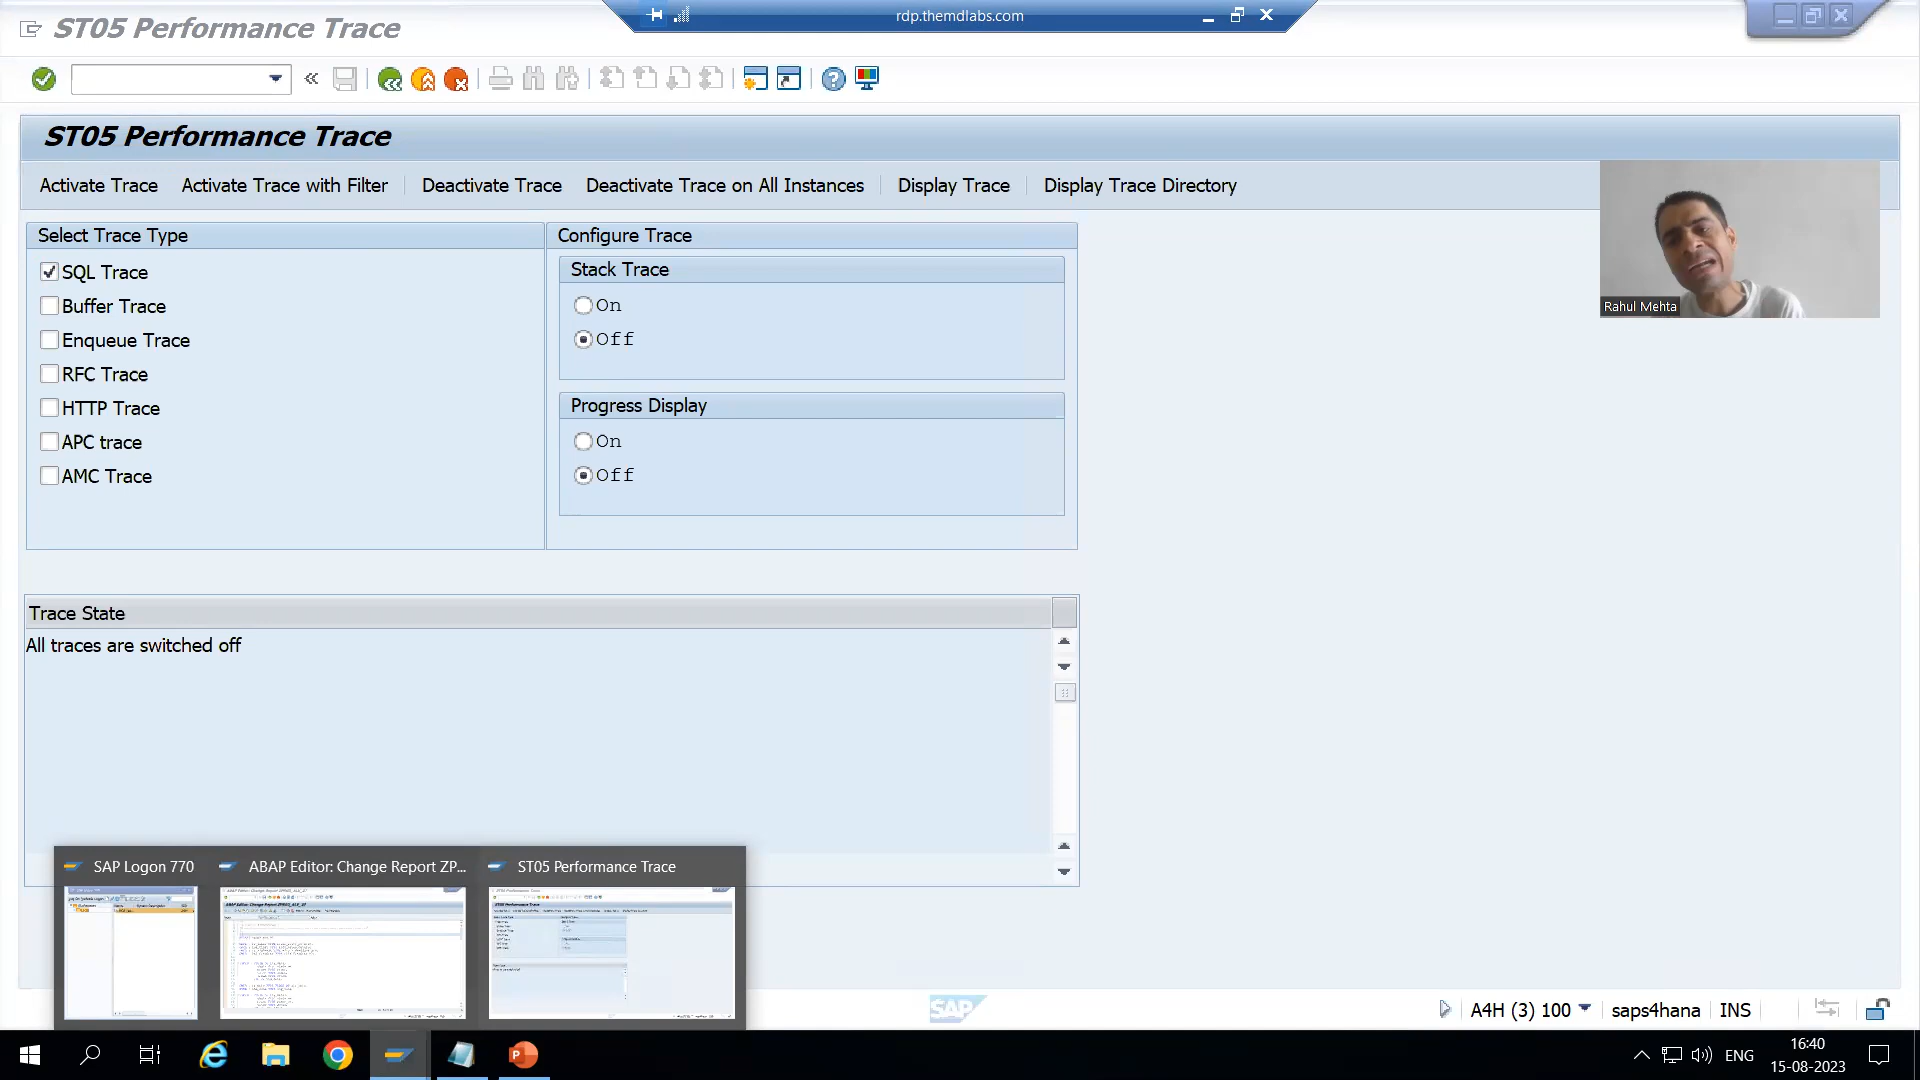 ST05 Performance Trace
rdp.themdlabs.com
ST05 Performance Trace
Activate Trace
Activate Trace with Filter
Deactivate Trace
Deactivate Trace on All Instances
Display Trace
Display Trace Directory
Select Trace Type
SQL Trace
Buffer Trace
Enqueue Trace
RFC Trace
HTTP Trace
APC trace
AMC Trace
Configure Trace
Stack Trace
On
Off
Progress Display
On
Off
Rahul Mehta
Trace State
All traces are switched off
SAP Logon 770
ABAP Editor: Change Report ZP...
ST05 Performance Trace
SAP
A4H (3) 100
saps4hana
INS
ENG
16:40
15-08-2023